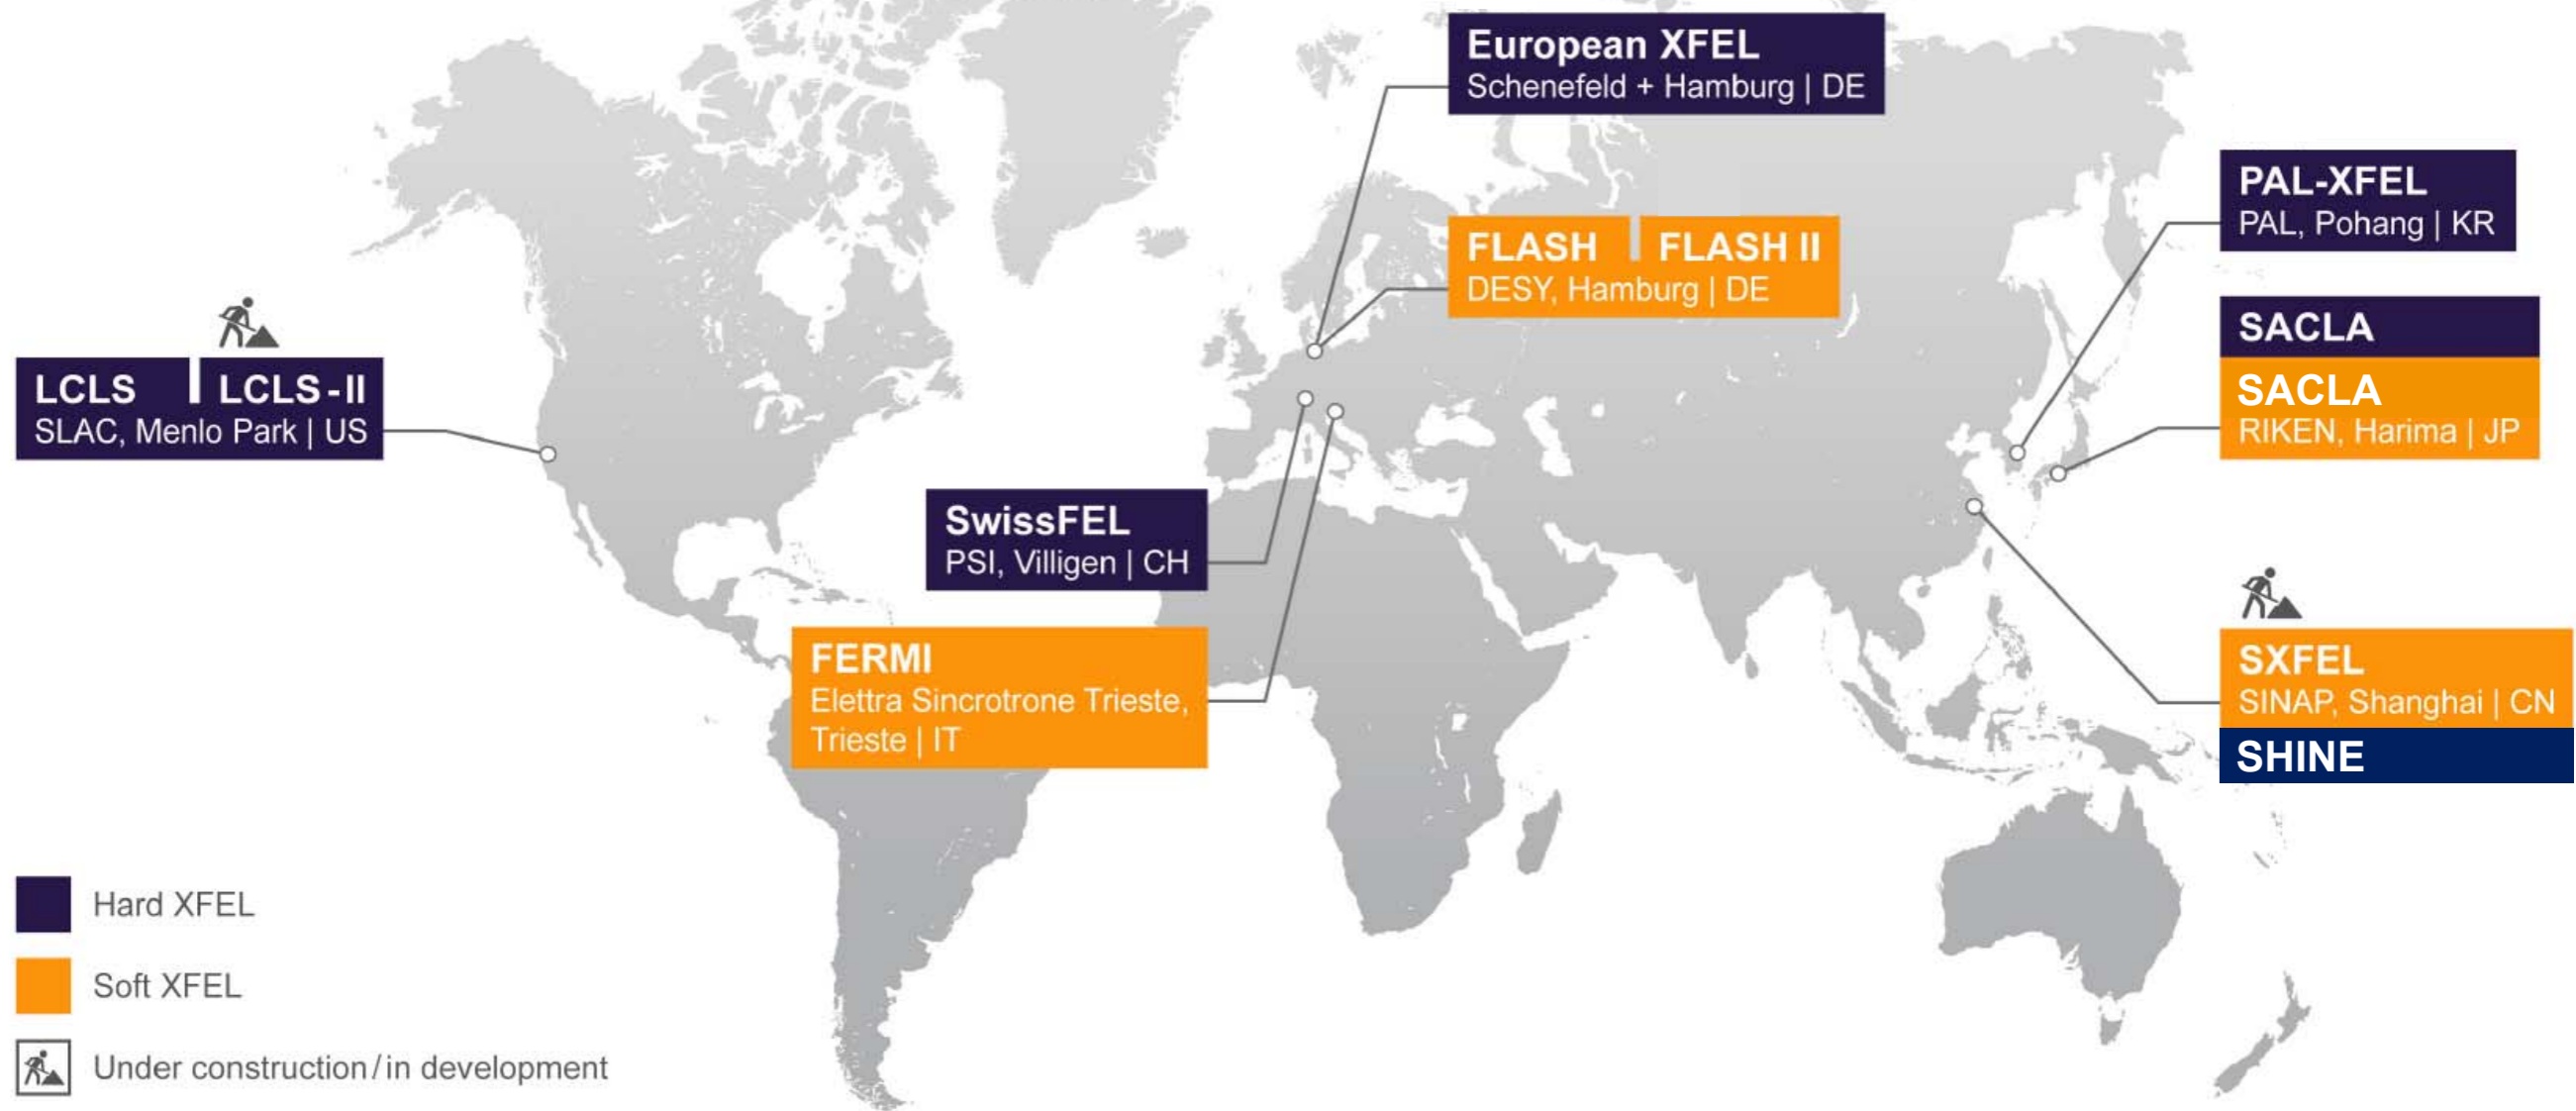 European XFEL
Schenefeld + Hamburg | DE
PAL-XFEL
PAL, Pohang | KR
FLASH FLASH II
DESY, Hamburg | DE
SACLA
SACLA
RIKEN, Harima | JP
LCLS LCLS-II
SLAC, Menlo Park | US
SwissFEL
PSI, Villigen | CH
FERMI
Elettra Sincrotrone Trieste,
Trieste | IT
SXFEL
SINAP, Shanghai | CN
SHINE
Hard XFEL
Soft XFEL
Under construction/in development